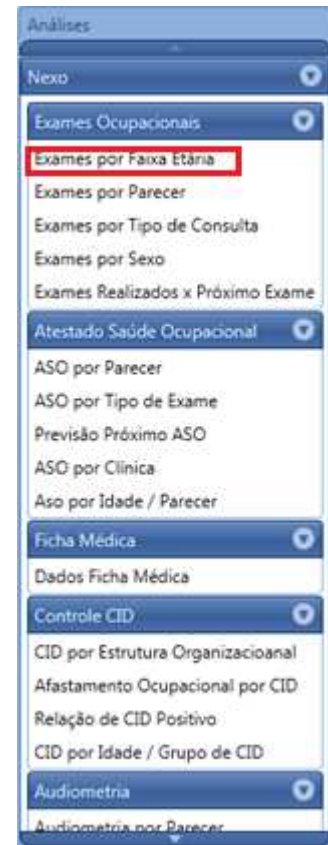 Análises
Nexo
Exames Ocupacionais
Exames por Faixa Etária
Exames por Parecer
Exames por Tipo de Consulta
Exames por Sexo
Exames Realizados x Próximo Exame
Atestado Saúde Ocupacional
ASO por Parecer
ASO por Tipo de Exame
Previsão Próximo ASO
ASO por Clínica
Aso por Idade / Parecer
Ficha Médica
Dados Ficha Médica
Controle CID
CID por Estrutura Organizacioanal
Afastamento Ocupacional por CID
Relação de CID Positivo
CID por Idade / Grupo de CID
Audiometria
Audiometria por Parecer